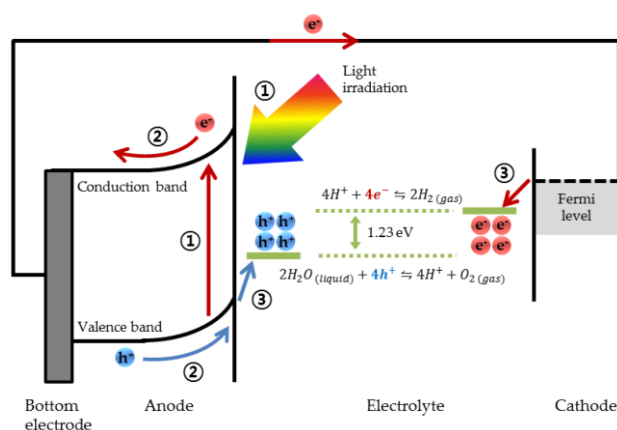 e⁻
①
Light
irradiation
②
e⁻
Conduction band
③
4H⁺ + 4e⁻ ⇋ 2H₂ (gas)
Fermi
level
h⁺ h⁺
h⁺ h⁺
e⁻ e⁻
e⁻ e⁻
①
1.23 eV
2H₂O (liquid) + 4h⁺ ⇋ 4H⁺ + O₂ (gas)
③
Valence band
h⁺
②
Bottom
electrode
Anode
Electrolyte
Cathode